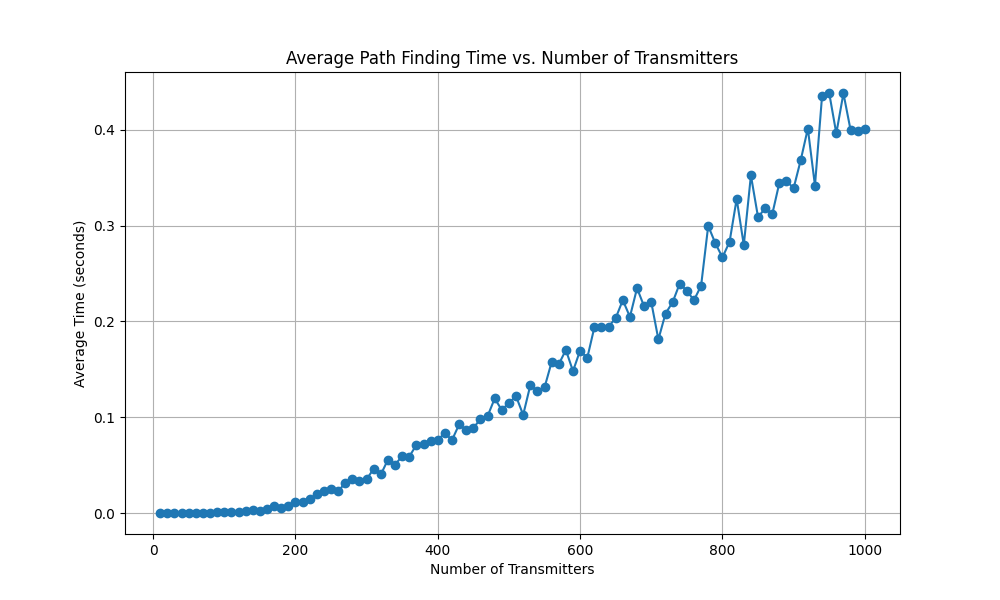 Average Path Finding Time vs. Number of Transmitters
0.4
0.3
0.2
0.1
0.0
Average Time (seconds)
0 200 400 600 800 1000
Number of Transmitters